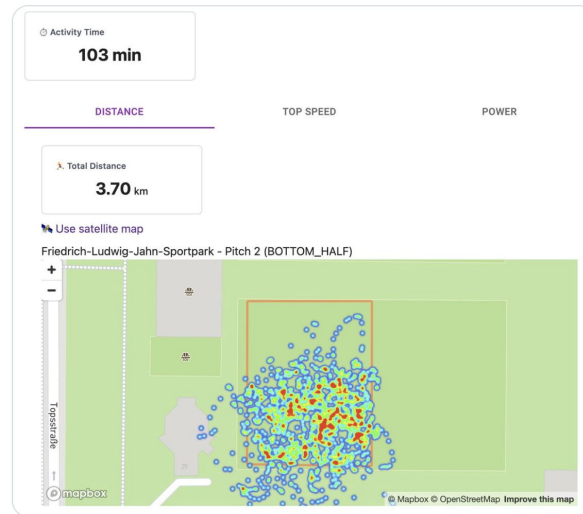 Activity Time
103 min
DISTANCE
TOP SPEED
POWER
Total Distance
3.70 km
Use satellite map
Friedrich-Ludwig-Jahn-Sportpark - Pitch 2 (BOTTOM_HALF)
+
−
Topsstraße
mapbox
© Mapbox © OpenStreetMap Improve this map